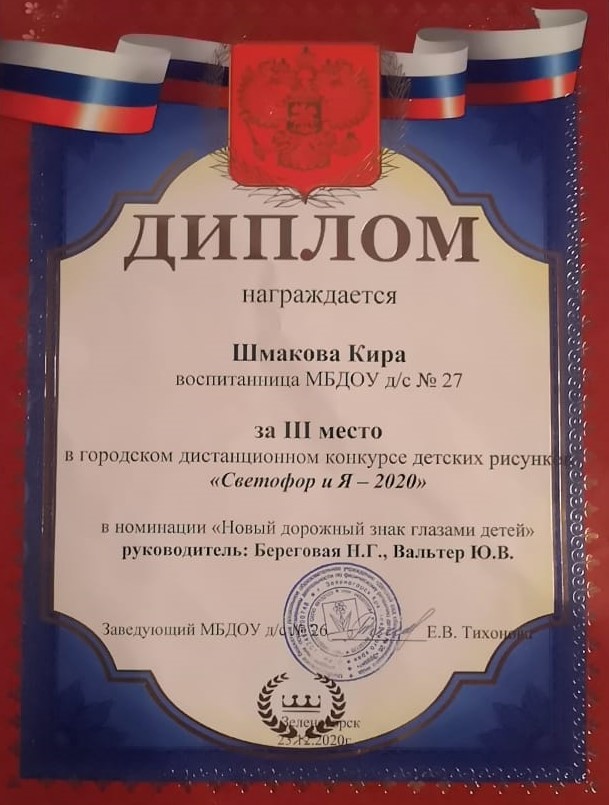 ДИПЛОМ
награждается
Шмакова Кира
воспитанница МБДОУ д/с № 27
за III место
в городском дистанционном конкурсе детских рисунков
«Светофор и Я – 2020»
в номинации «Новый дорожный знак глазами детей»
руководитель: Береговая Н.Г., Вальтер Ю.В.
Заведующий МБДОУ д/с № 26 Е.В. Тихонова
Зеленогорск
23.12.2020г.